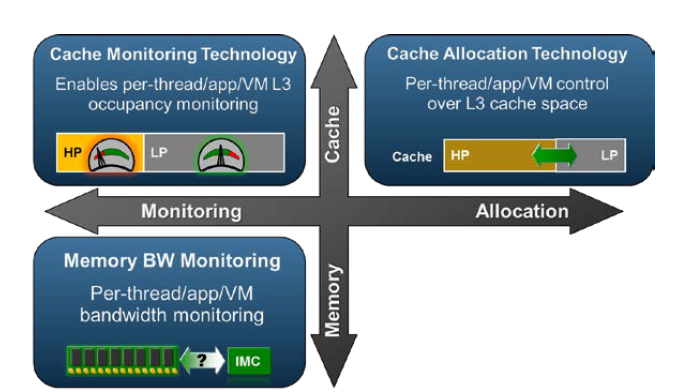 Cache Monitoring Technology
Enables per-thread/app/VM L3
occupancy monitoring
HP
LP
Cache
Cache Allocation Technology
Per-thread/app/VM control
over L3 cache space
Cache
HP
LP
Monitoring
Allocation
Memory BW Monitoring
Per-thread/app/VM
bandwidth monitoring
?
IMC
Memory